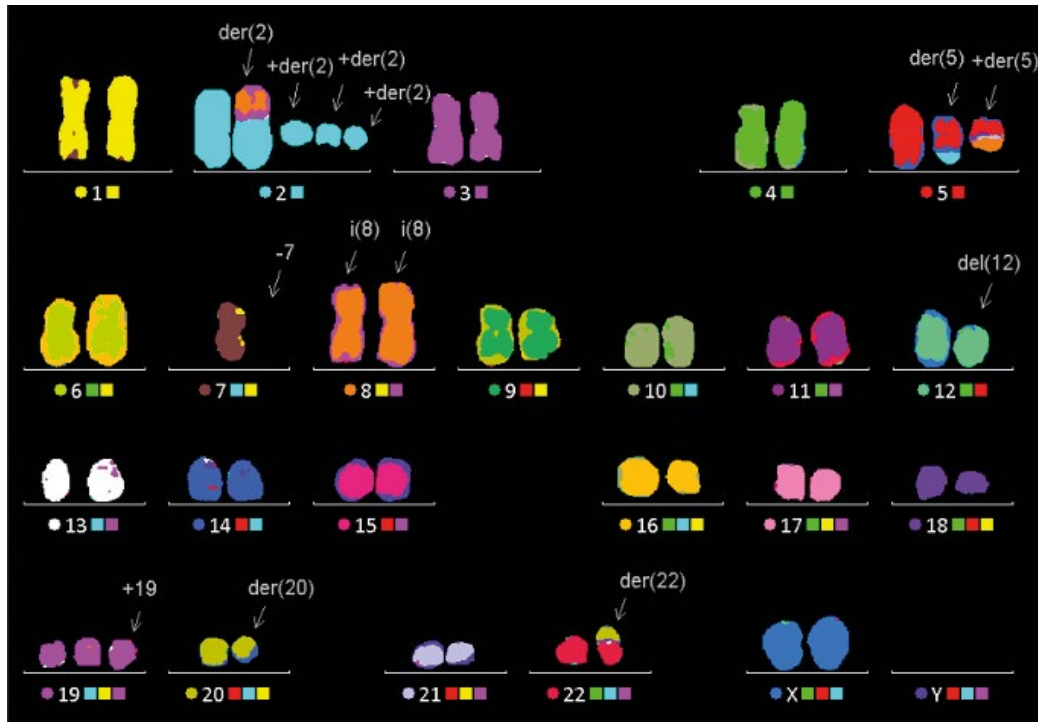 der(2)
+der(2)
+der(2)
+der(2)
der(5)
+der(5)
1
2
3
4
5
-7
i(8)
i(8)
del(12)
6
7
8
9
10
11
12
13
14
15
16
17
18
+19
der(20)
der(22)
19
20
21
22
X
Y